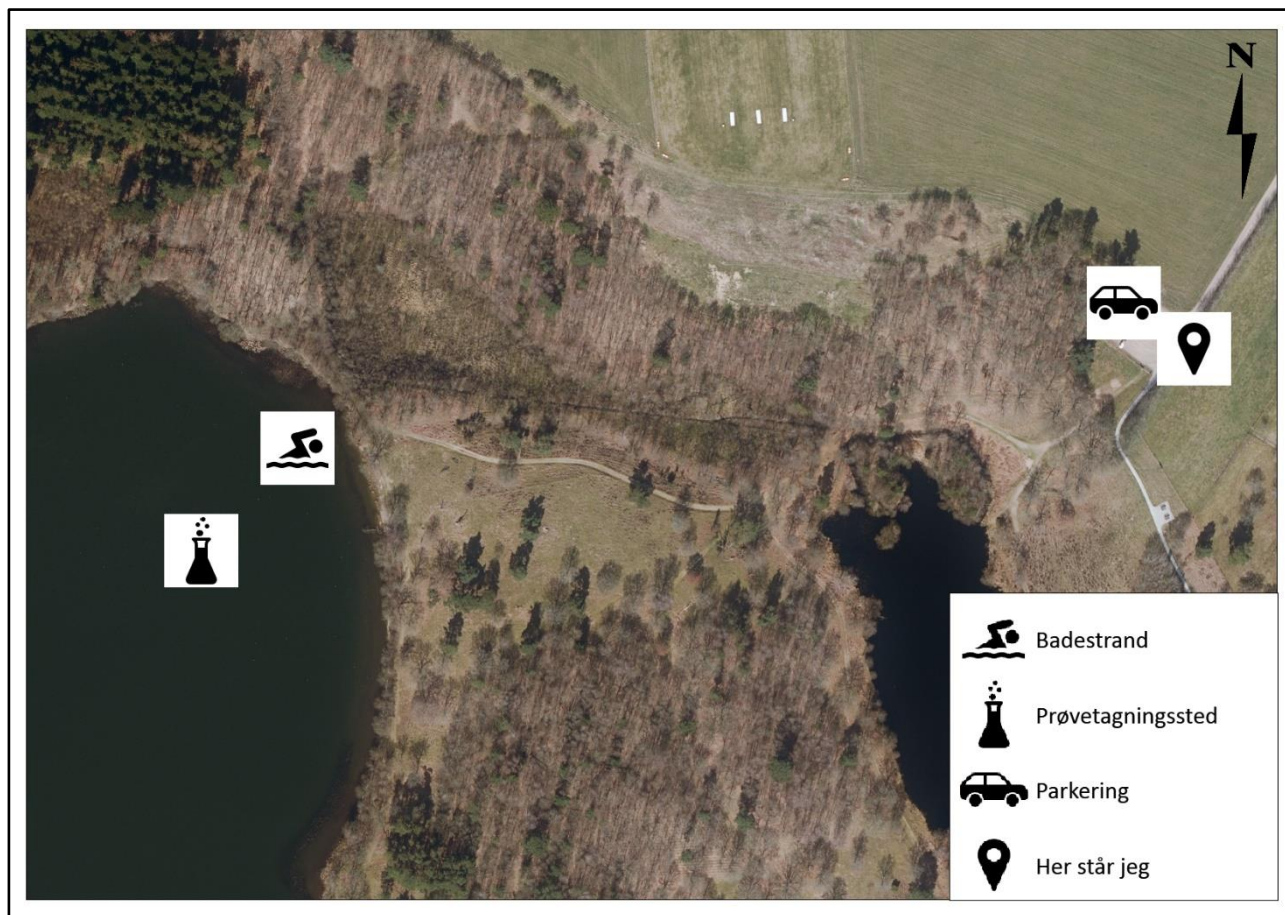 N
Badestrand
Prøvetagningssted
Parkering
Her står jeg